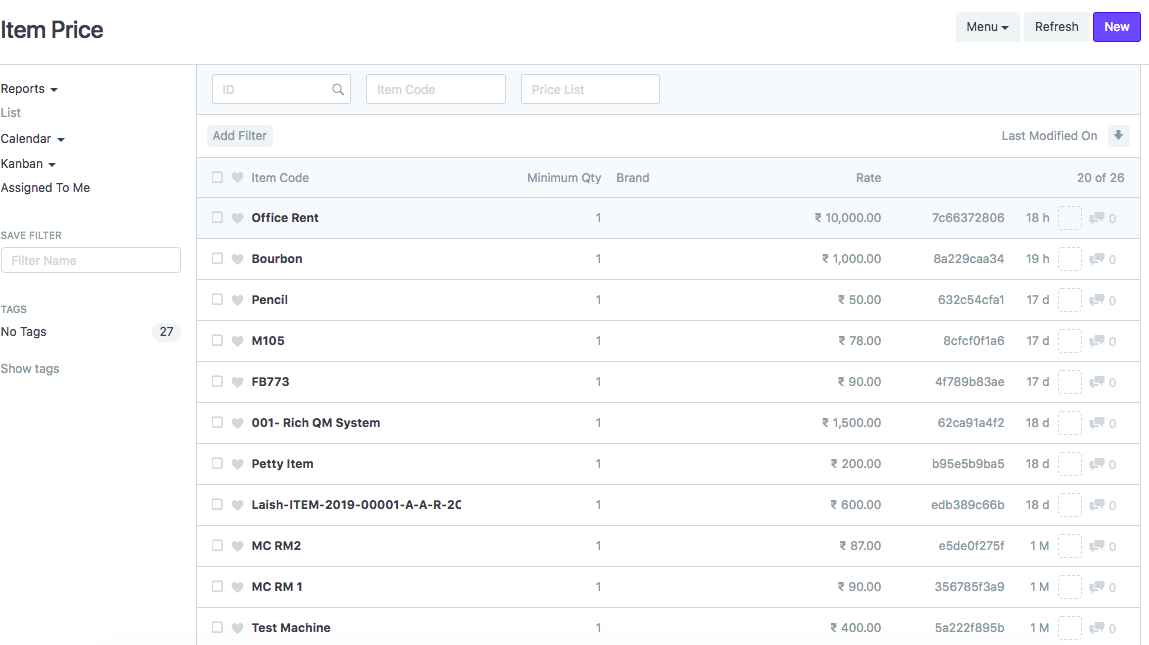 Item Price
Menu Refresh New
Reports
List
Calendar
Kanban
Assigned To Me
SAVE FILTER
Filter Name
TAGS
No Tags 27
Show tags
ID Item Code Price List
Add Filter Last Modified On
Item Code Minimum Qty Brand Rate 20 of 26
Office Rent 1 ₹ 10,000.00 7c66372806 18 h 0
Bourbon 1 ₹ 1,000.00 8a229caa34 19 h 0
Pencil 1 ₹ 50.00 632c54cfa1 17 d 0
M105 1 ₹ 78.00 8cfcf0f1a6 17 d 0
FB773 1 ₹ 90.00 4f789b83ae 17 d 0
001- Rich QM System 1 ₹ 1,500.00 62ca91a4f2 18 d 0
Petty Item 1 ₹ 200.00 b95e5b9ba5 18 d 0
Laish-ITEM-2019-00001-A-A-R-2C 1 ₹ 600.00 edb389c66b 18 d 0
MC RM2 1 ₹ 87.00 e5de0f275f 1 M 0
MC RM 1 1 ₹ 90.00 356785f3a9 1 M 0
Test Machine 1 ₹ 400.00 5a222f895b 1 M 0